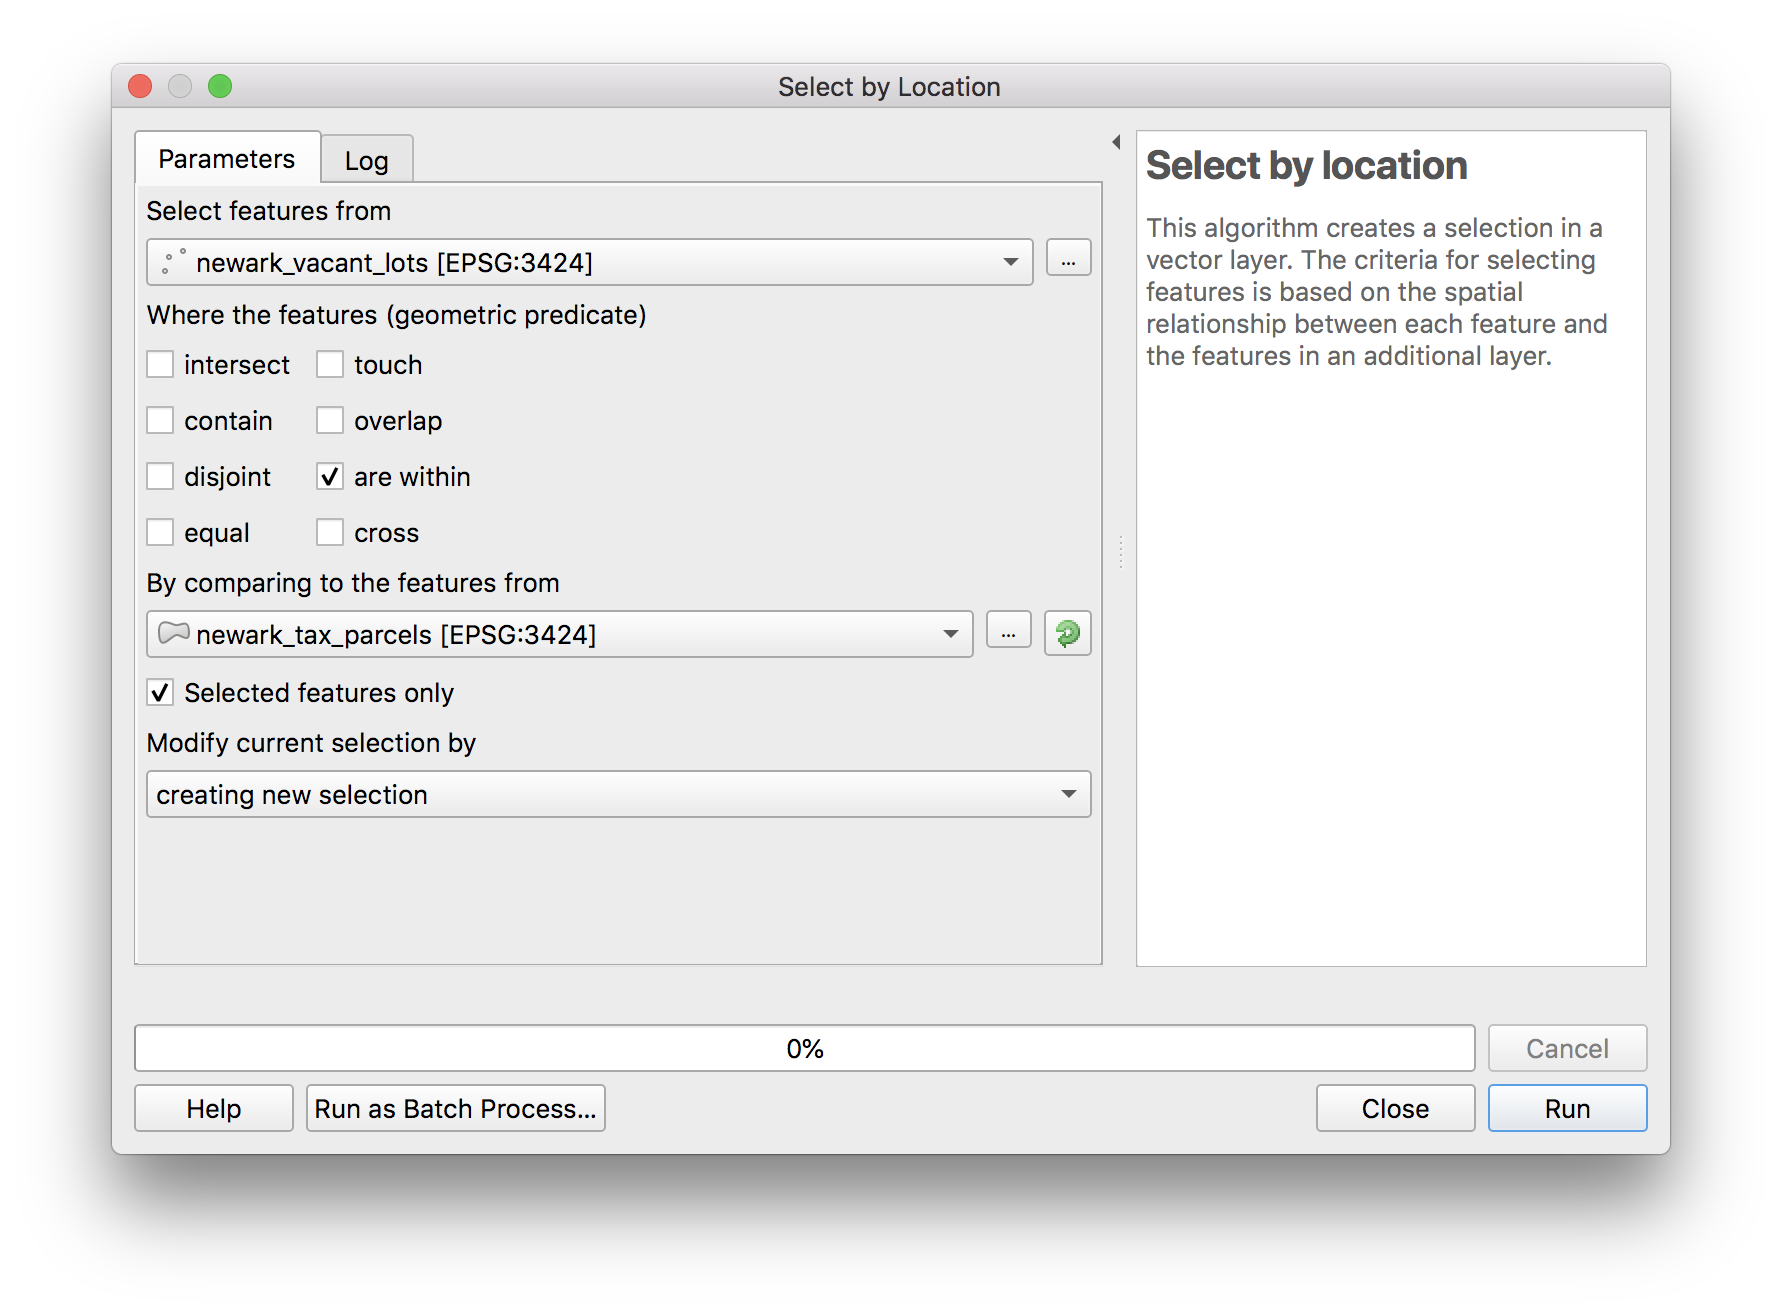 Select by Location
Parameters
Log
Select features from
newark_vacant_lots [EPSG:3424]
...
Where the features (geometric predicate)
intersect
touch
contain
overlap
disjoint
are within
equal
cross
By comparing to the features from
newark_tax_parcels [EPSG:3424]
...
Selected features only
Modify current selection by
creating new selection
Select by location
This algorithm creates a selection in a
vector layer. The criteria for selecting
features is based on the spatial
relationship between each feature and
the features in an additional layer.
0%
Cancel
Help
Run as Batch Process...
Close
Run